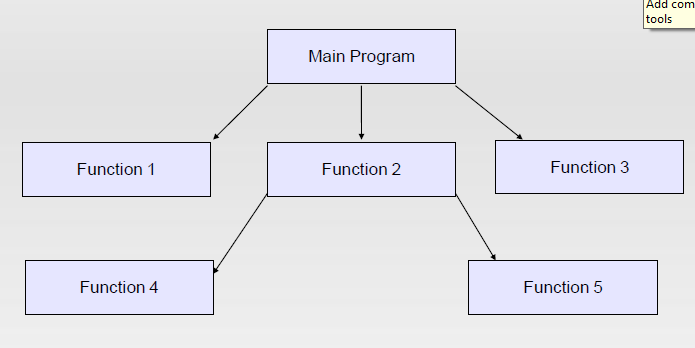 Add com
tools
Main Program
Function 1
Function 2
Function 3
Function 4
Function 5